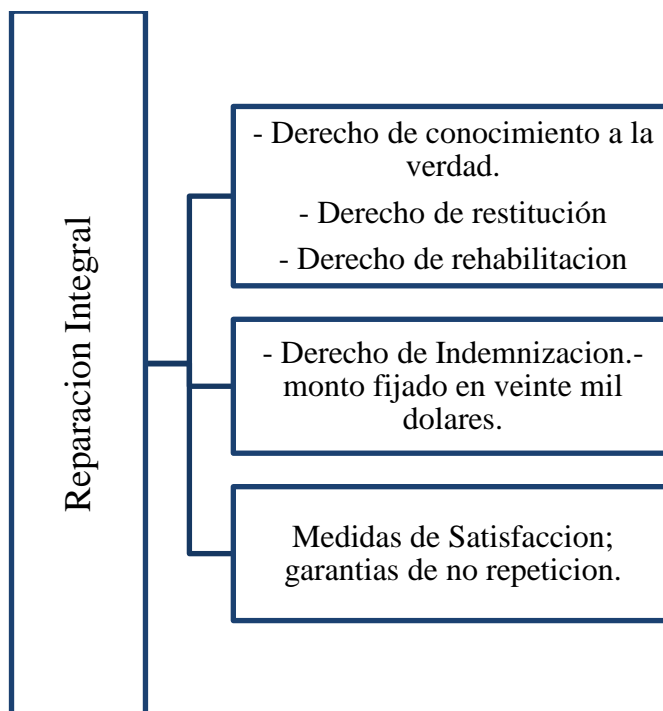 Reparacion Integral
- Derecho de conocimiento a la
verdad.
- Derecho de restitución
- Derecho de rehabilitacion
- Derecho de Indemnizacion.-
monto fijado en veinte mil
dolares.
Medidas de Satisfaccion;
garantias de no repeticion.